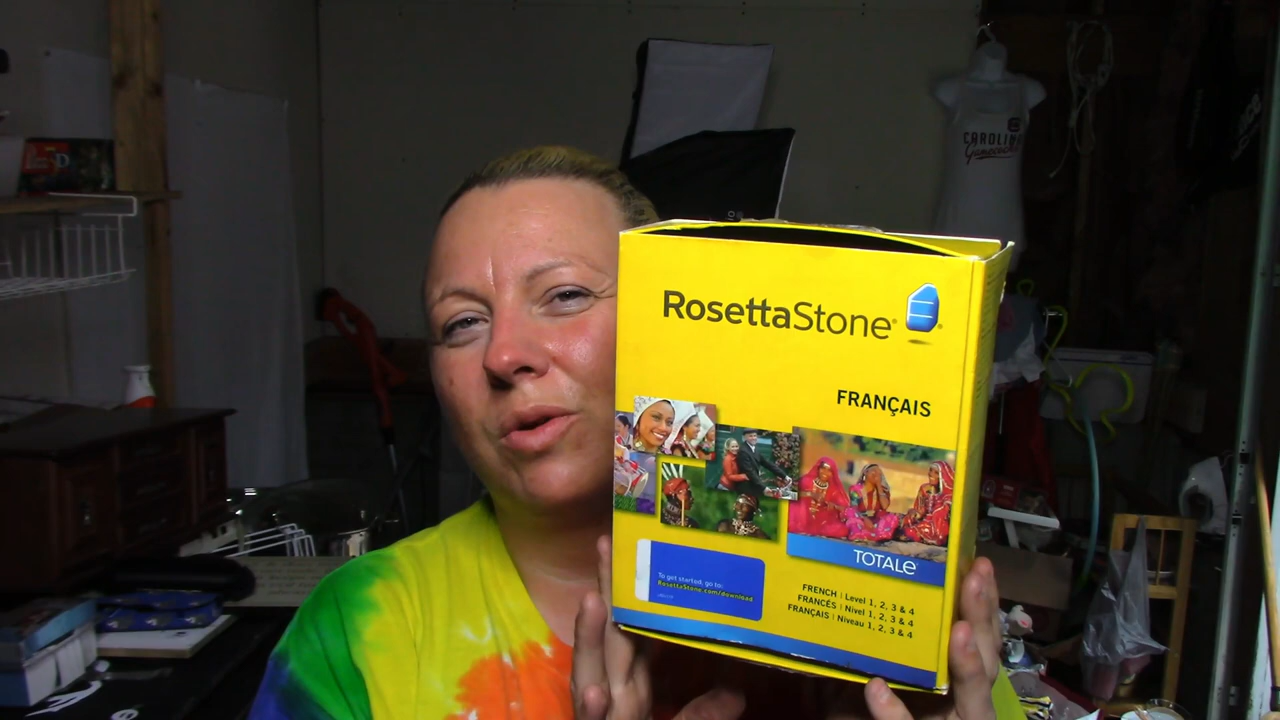 CAROLINA
Gamecocks
RosettaStone
FRANÇAIS
TOTALe
To get started, go to:
RosettaStone.com/download
FRENCH | Level 1, 2, 3 & 4
FRANCÉS | Nivel 1, 2, 3 & 4
FRANÇAIS | Niveau 1, 2, 3 & 4